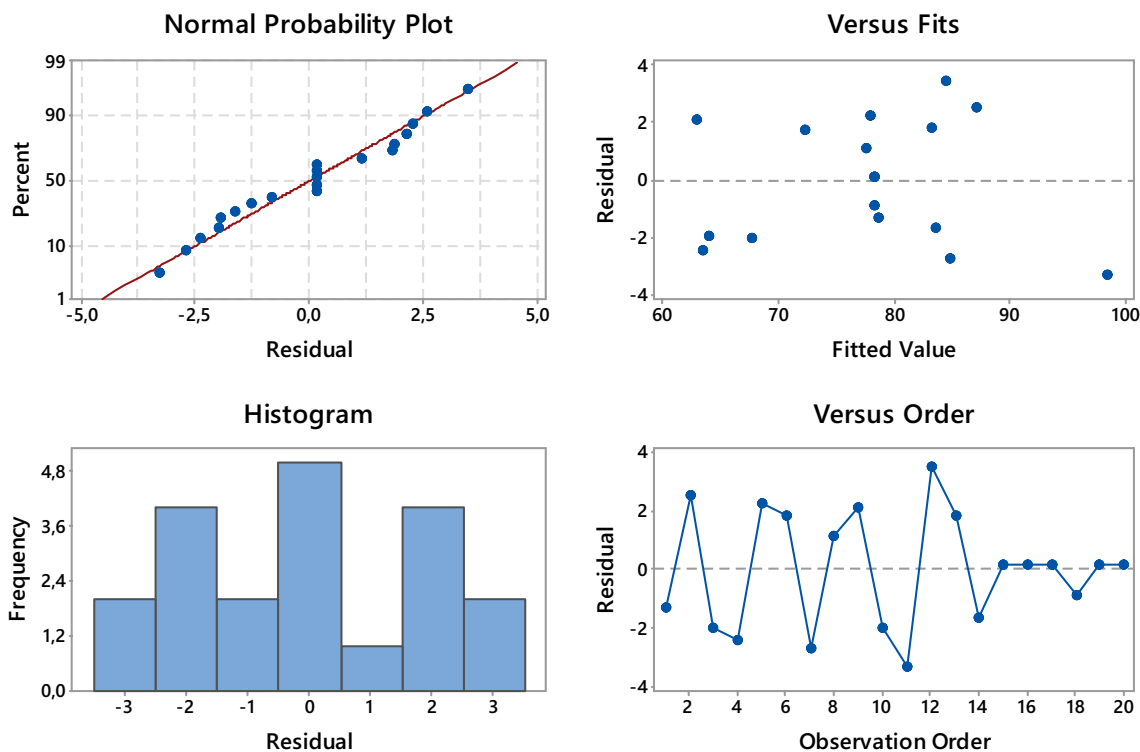 Normal Probability Plot
99
90
50
10
1
Percent
-5,0 -2,5 0,0 2,5 5,0
Residual
Versus Fits
4
2
0
-2
-4
Residual
60 70 80 90 100
Fitted Value
Histogram
4,8
3,6
2,4
1,2
0,0
Frequency
-3 -2 -1 0 1 2 3
Residual
Versus Order
4
2
0
-2
-4
Residual
2 4 6 8 10 12 14 16 18 20
Observation Order